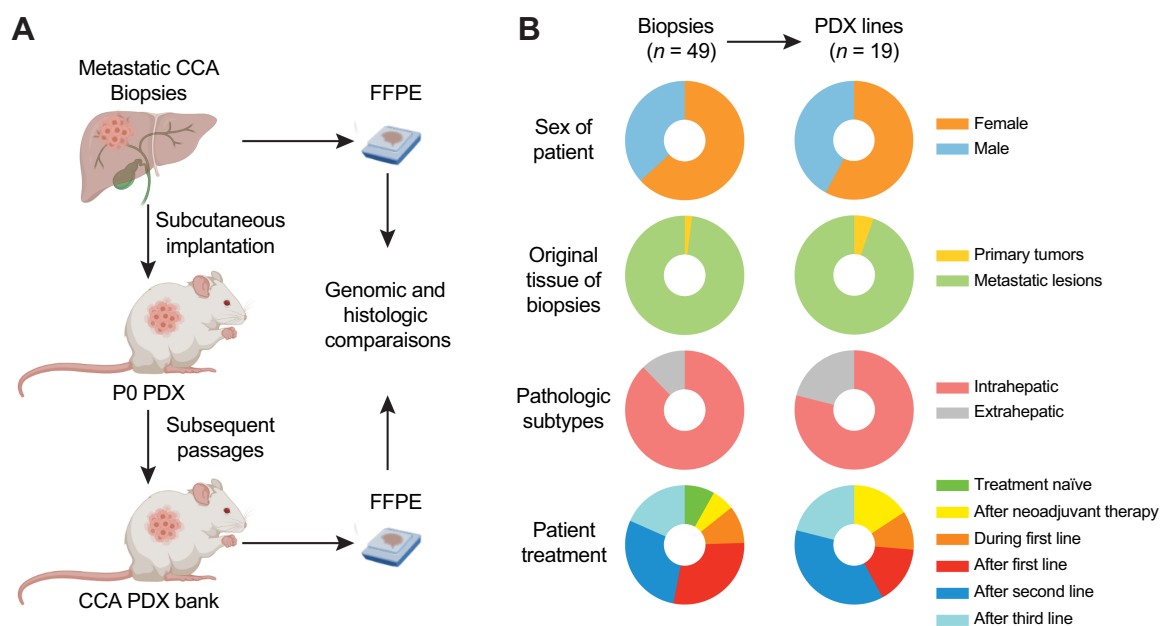 A
Metastatic CCA
Biopsies
FFPE
Subcutaneous
implantation
Genomic and
histologic
comparaisons
P0 PDX
Subsequent
passages
FFPE
CCA PDX bank
B
Biopsies
(n = 49)
PDX lines
(n = 19)
Sex of
patient
Female
Male
Original
tissue of
biopsies
Primary tumors
Metastatic lesions
Pathologic
subtypes
Intrahepatic
Extrahepatic
Patient
treatment
Treatment naïve
After neoadjuvant therapy
During first line
After first line
After second line
After third line